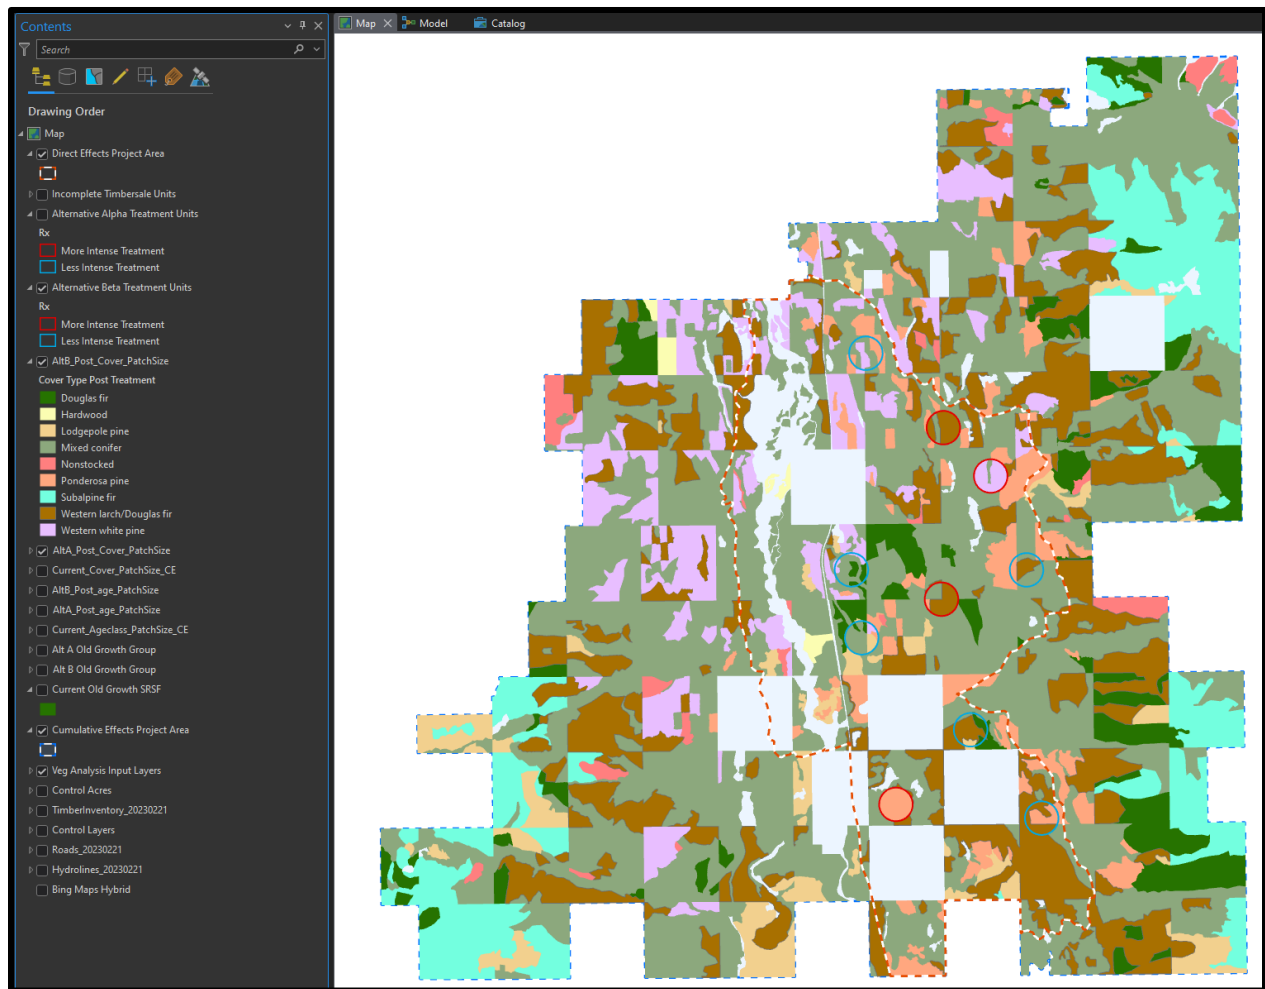 Contents
Map
Model
Catalog
Search
Drawing Order
Map
Direct Effects Project Area
Incomplete Timbersale Units
Alternative Alpha Treatment Units
Rx
More Intense Treatment
Less Intense Treatment
Alternative Beta Treatment Units
Rx
More Intense Treatment
Less Intense Treatment
AltB_Post_Cover_PatchSize
Cover Type Post Treatment
Douglas fir
Hardwood
Lodgepole pine
Mixed conifer
Nonstocked
Ponderosa pine
Subalpine fir
Western larch/Douglas fir
Western white pine
AltA_Post_Cover_PatchSize
Current_Cover_PatchSize_CE
AltB_Post_age_PatchSize
AltA_Post_age_PatchSize
Current_Ageclass_PatchSize_CE
Alt A Old Growth Group
Alt B Old Growth Group
Current Old Growth SRSF
Cumulative Effects Project Area
Veg Analysis Input Layers
Control Acres
TimberInventory_20230221
Control Layers
Roads_20230221
Hydrolines_20230221
Bing Maps Hybrid